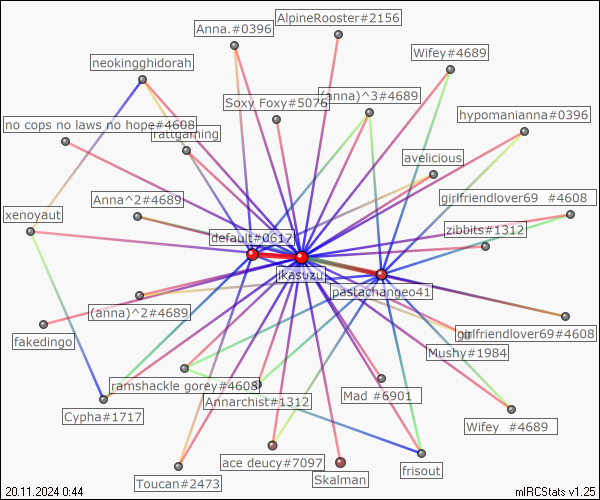 AlpineRooster#2156
Anna.#0396
Wifey#4689
neokingghidorah
(anna)^3#4689
Soxy Foxy#5076
hypomanianna#0396
no cops no laws no hope#4608
rattgaming
avelicious
Anna^2#4689
girlfriendlover69 #4608
xenoyaut
zibbits#1312
default#0617
ikasuzu
pastachangeo41
(anna)^2#4689
girlfriendlover69#4608
fakedingo
Mushy#1984
ramshackle gorey#4608
Mad #6901
Annarchist#1312
Cypha#1717
Wifey #4689
ace deucy#7097
frisout
Toucan#2473
Skalman
20.11.2024 0:44
mIRCStats v1.25